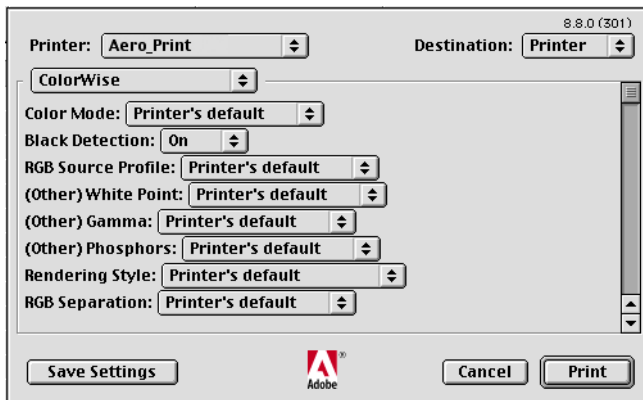 8.8.0 (301)
Printer: Aero_Print Destination: Printer
ColorWise
Color Mode: Printer's default
Black Detection: On
RGB Source Profile: Printer's default
(Other) White Point: Printer's default
(Other) Gamma: Printer's default
(Other) Phosphors: Printer's default
Rendering Style: Printer's default
RGB Separation: Printer's default
Save Settings Adobe® Cancel Print